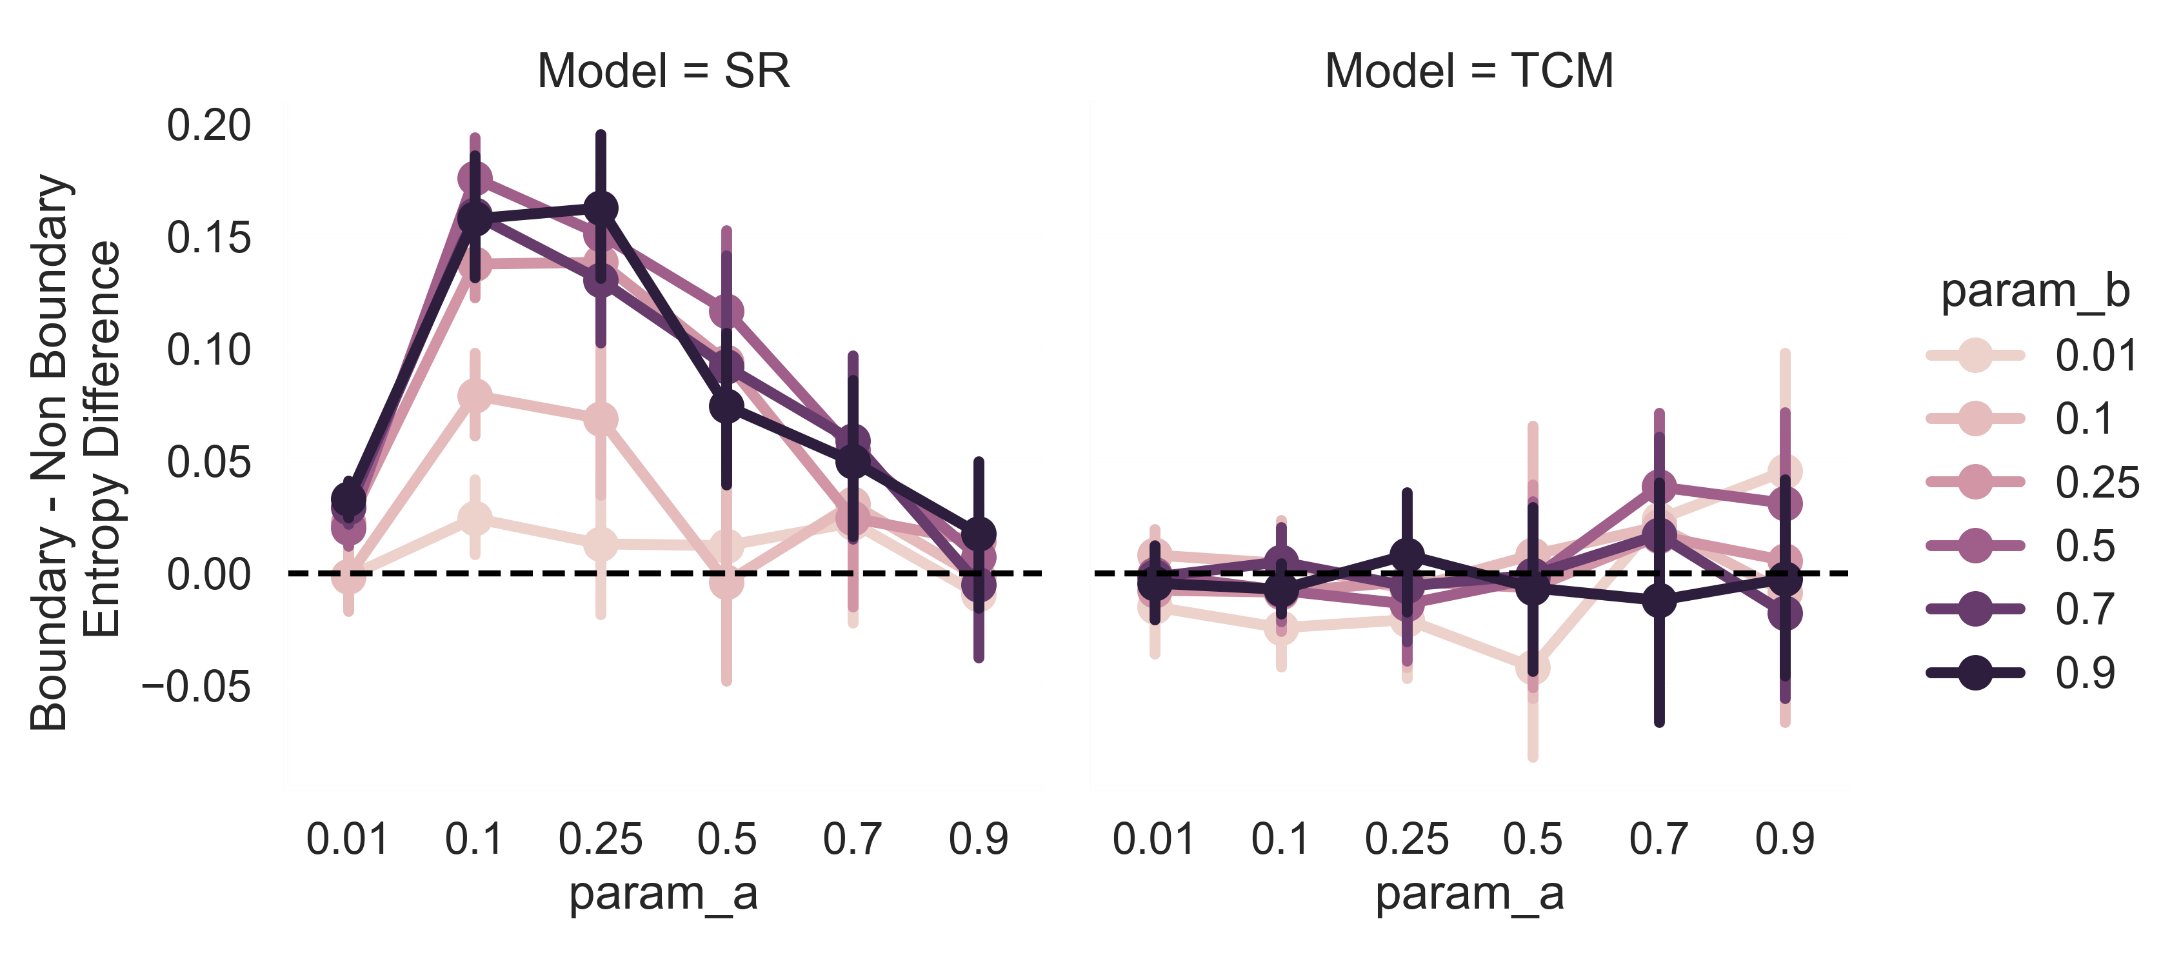 Model = SR
Model = TCM
Boundary - Non Boundary
Entropy Difference
0.20
0.15
0.10
0.05
0.00
−0.05
0.01 0.1 0.25 0.5 0.7 0.9
param_a
0.01 0.1 0.25 0.5 0.7 0.9
param_a
param_b
0.01
0.1
0.25
0.5
0.7
0.9